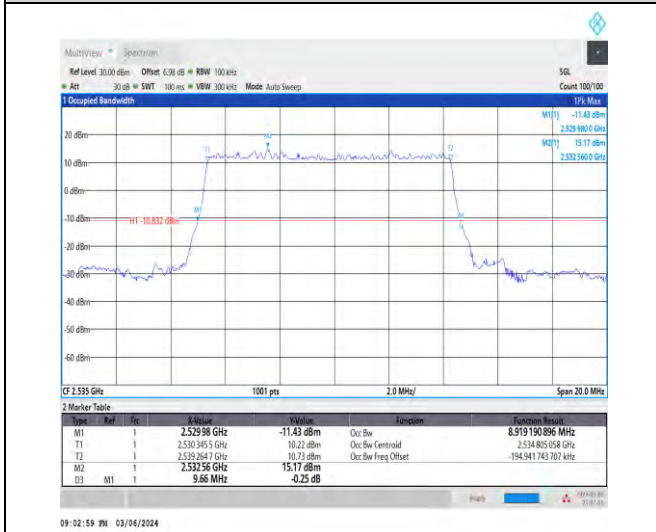 MultiView Spectrum
Ref Level 30.00 dBm Offset 6.98 dB RBW 100 kHz SGL
Att 30 dB SWT 100 ms VBW 300 kHz Mode Auto Sweep Count 100/100
1 Occupied Bandwidth 1Pk Max
M1[1] -11.43 dBm
2.529 980 0 GHz
M2[1] 15.17 dBm
2.532 560 0 GHz
20 dBm
T1
M2
T2
10 dBm
0 dBm
M1
-10 dBm
H1 -10.832 dBm
-30 dBm
-40 dBm
-50 dBm
-60 dBm
CF 2.535 GHz 1001 pts 2.0 MHz/ Span 20.0 MHz
2 Marker Table
Type Ref Trc X-Value Y-Value Function Function Result
M1 1 2.529 98 GHz -11.43 dBm Occ Bw 8.919 190 896 MHz
T1 1 2.530 345 5 GHz 10.22 dBm Occ Bw Centroid 2.534 805 058 GHz
T2 1 2.539 264 7 GHz 10.73 dBm Occ Bw Freq Offset -194.941 743 707 kHz
M2 1 2.532 56 GHz 15.17 dBm
D3 M1 1 9.66 MHz -0.25 dB
09:02:59 PM 03/06/2024